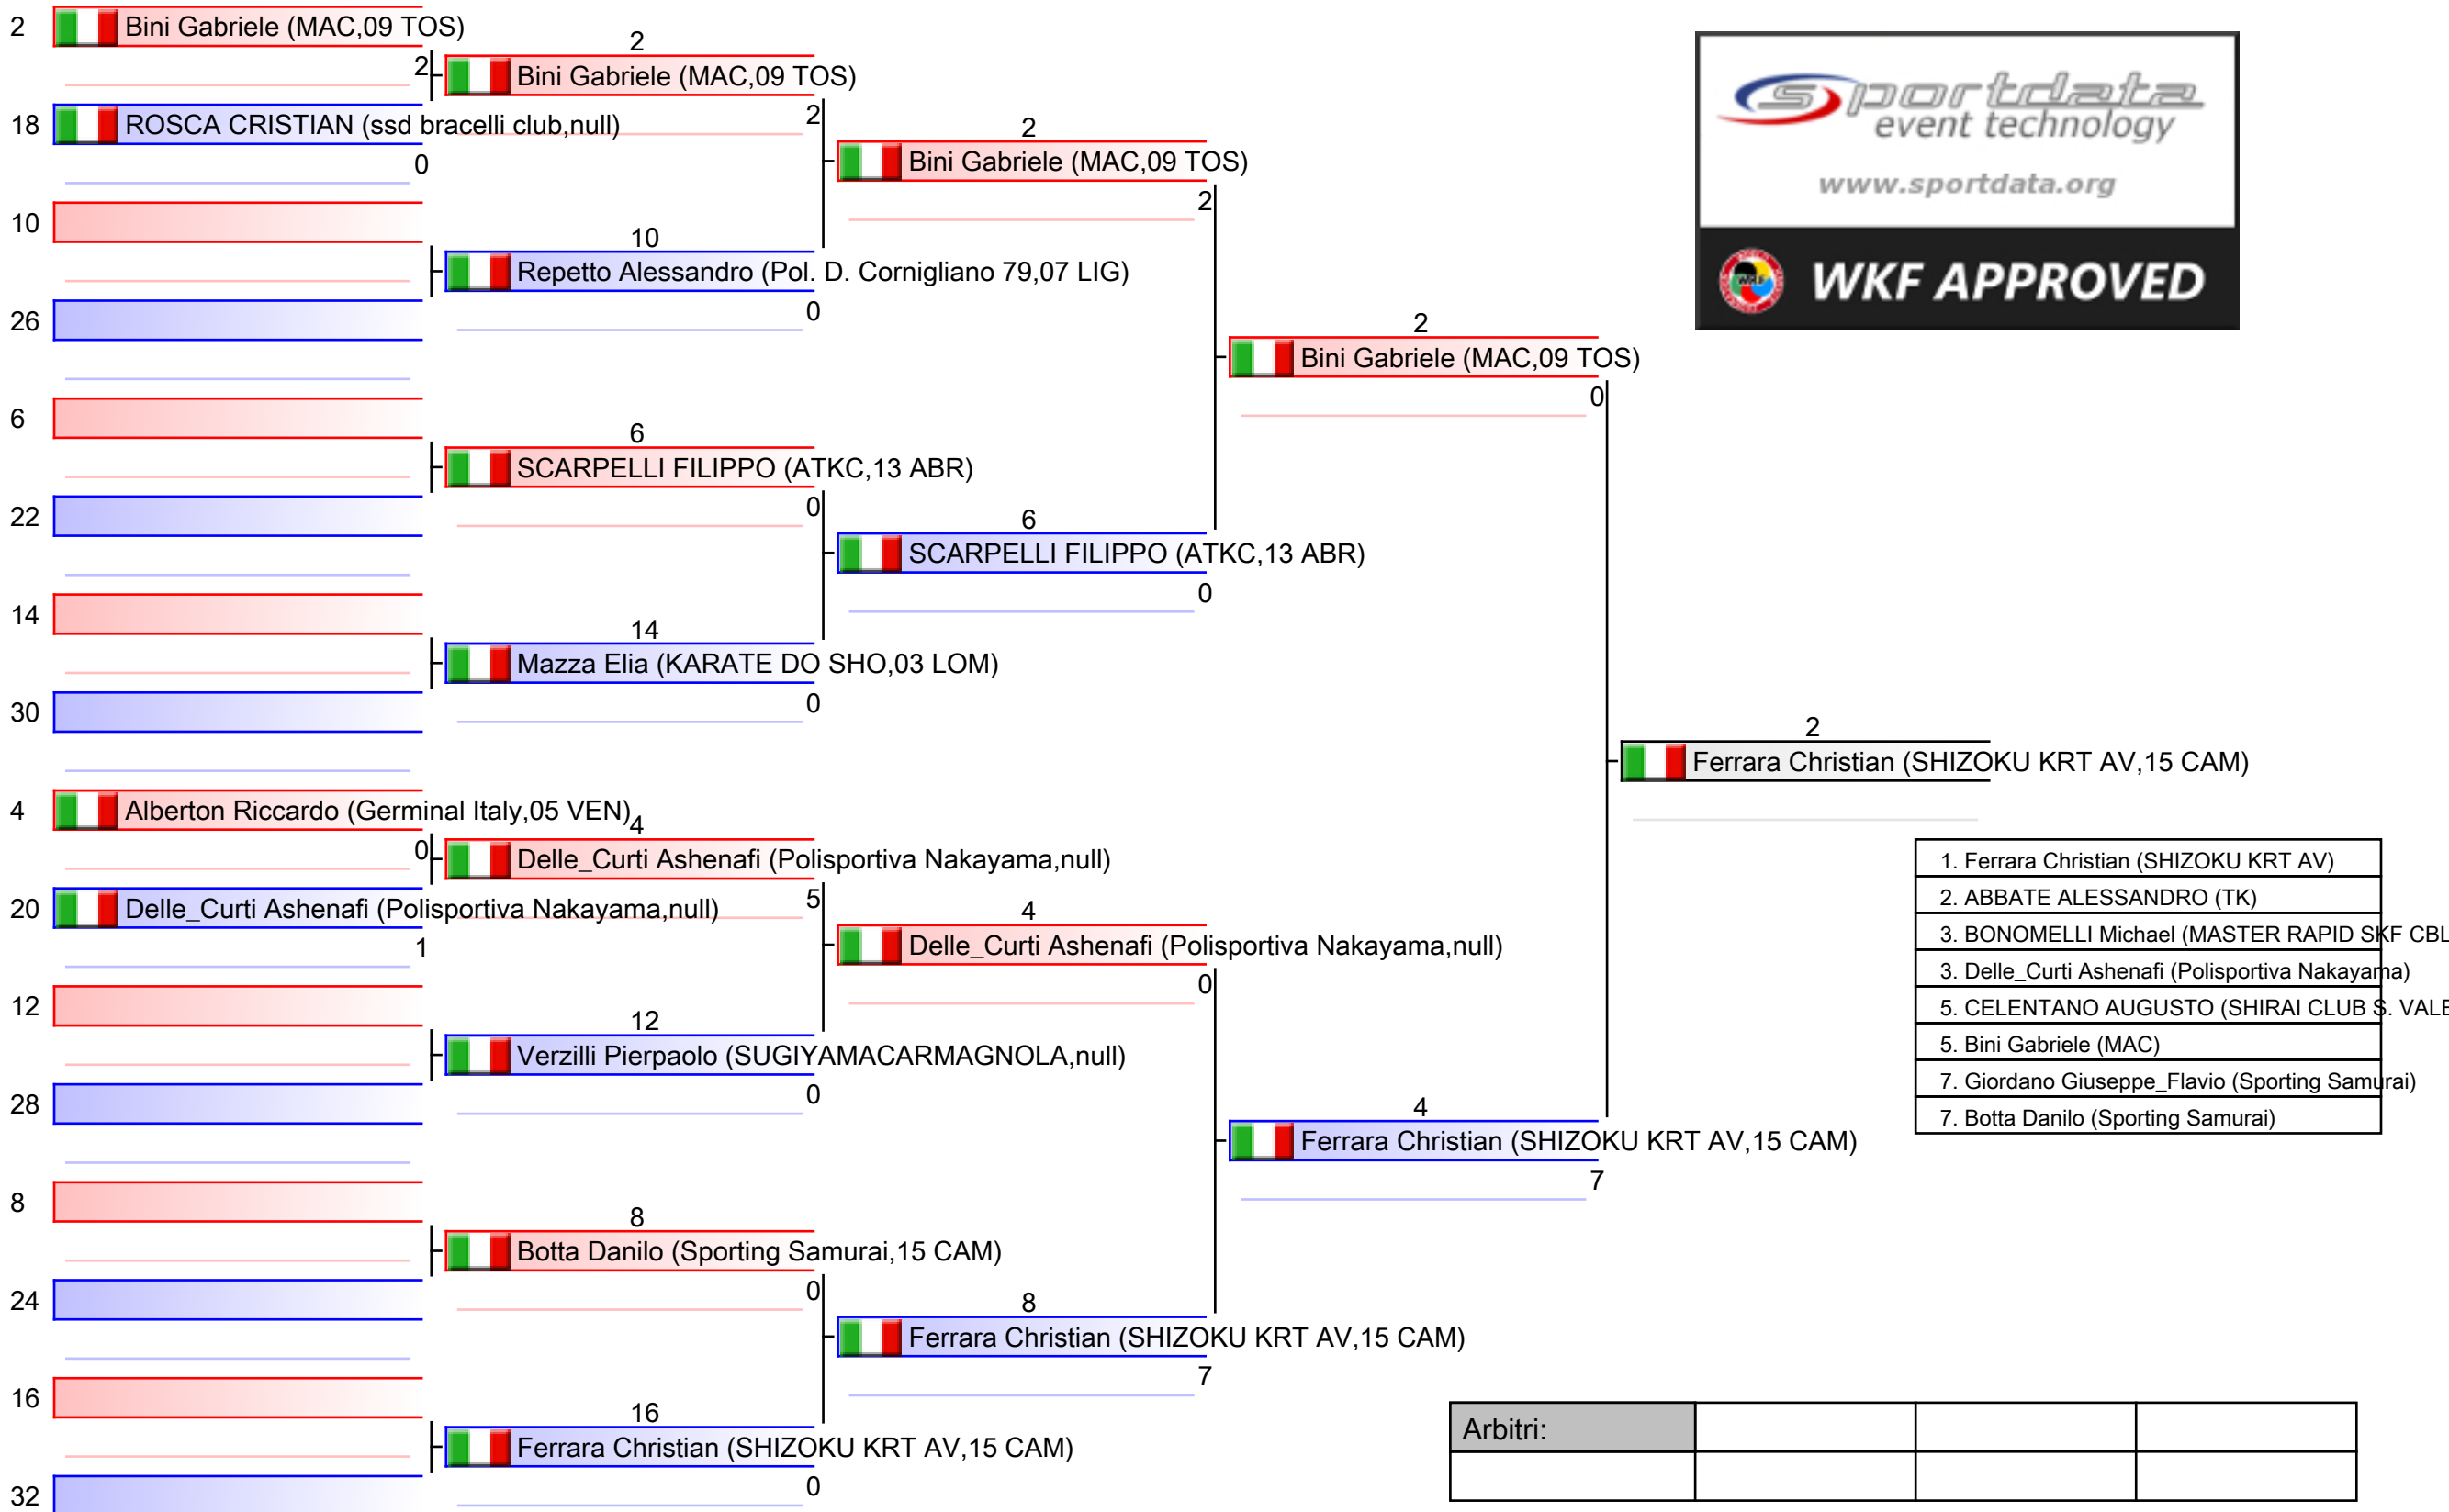 2 Bini Gabriele (MAC,09 TOS)
2
2
Bini Gabriele (MAC,09 TOS)
2
18 ROSCA CRISTIAN (ssd bracelli club,null)
0
2
Bini Gabriele (MAC,09 TOS)
2
10
10
Repetto Alessandro (Pol. D. Cornigliano 79,07 LIG)
0
26
2
Bini Gabriele (MAC,09 TOS)
0
6
6
SCARPELLI FILIPPO (ATKC,13 ABR)
0
22
6
SCARPELLI FILIPPO (ATKC,13 ABR)
0
14
14
Mazza Elia (KARATE DO SHO,03 LOM)
0
30
2
Ferrara Christian (SHIZOKU KRT AV,15 CAM)
4 Alberton Riccardo (Germinal Italy,05 VEN)
0
4
Delle_Curti Ashenafi (Polisportiva Nakayama,null)
5
20 Delle_Curti Ashenafi (Polisportiva Nakayama,null)
1
4
Delle_Curti Ashenafi (Polisportiva Nakayama,null)
0
12
12
Verzilli Pierpaolo (SUGIYAMACARMAGNOLA,null)
0
28
4
Ferrara Christian (SHIZOKU KRT AV,15 CAM)
7
8
8
Botta Danilo (Sporting Samurai,15 CAM)
0
24
8
Ferrara Christian (SHIZOKU KRT AV,15 CAM)
7
16
16
Ferrara Christian (SHIZOKU KRT AV,15 CAM)
0
32
sportdata
event technology
www.sportdata.org
WKF
WKF APPROVED
1. Ferrara Christian (SHIZOKU KRT AV)
2. ABBATE ALESSANDRO (TK)
3. BONOMELLI Michael (MASTER RAPID SKF CBL
3. Delle_Curti Ashenafi (Polisportiva Nakayama)
5. CELENTANO AUGUSTO (SHIRAI CLUB S. VALE
5. Bini Gabriele (MAC)
7. Giordano Giuseppe_Flavio (Sporting Samurai)
7. Botta Danilo (Sporting Samurai)
Arbitri: